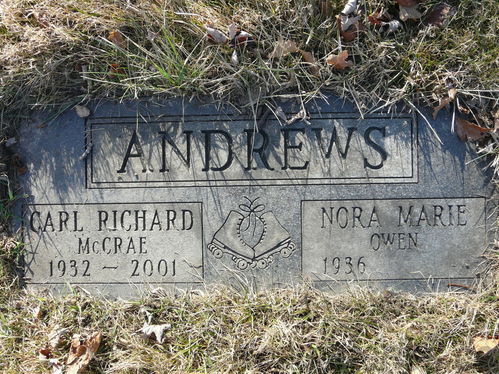 ANDREWS
CARL RICHARD
McCRAE
1932 - 2001
NORA MARIE
OWEN
1936